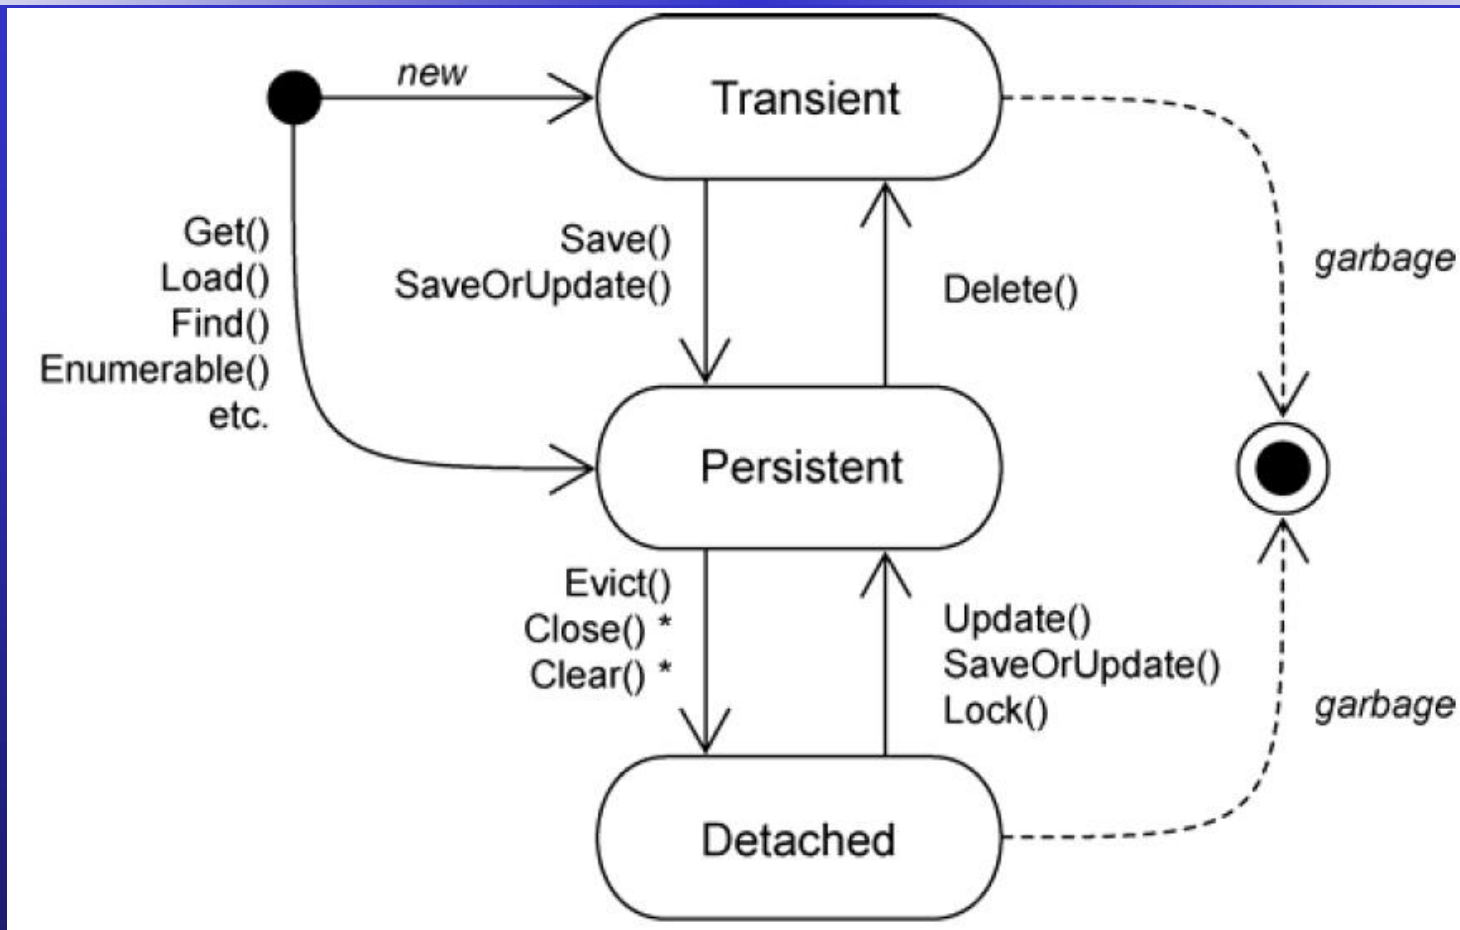 new
Transient
Get()
Load()
Find()
Enumerable()
etc.
Save()
SaveOrUpdate()
Delete()
garbage
Persistent
Evict()
Close() *
Clear() *
Update()
SaveOrUpdate()
Lock()
garbage
Detached